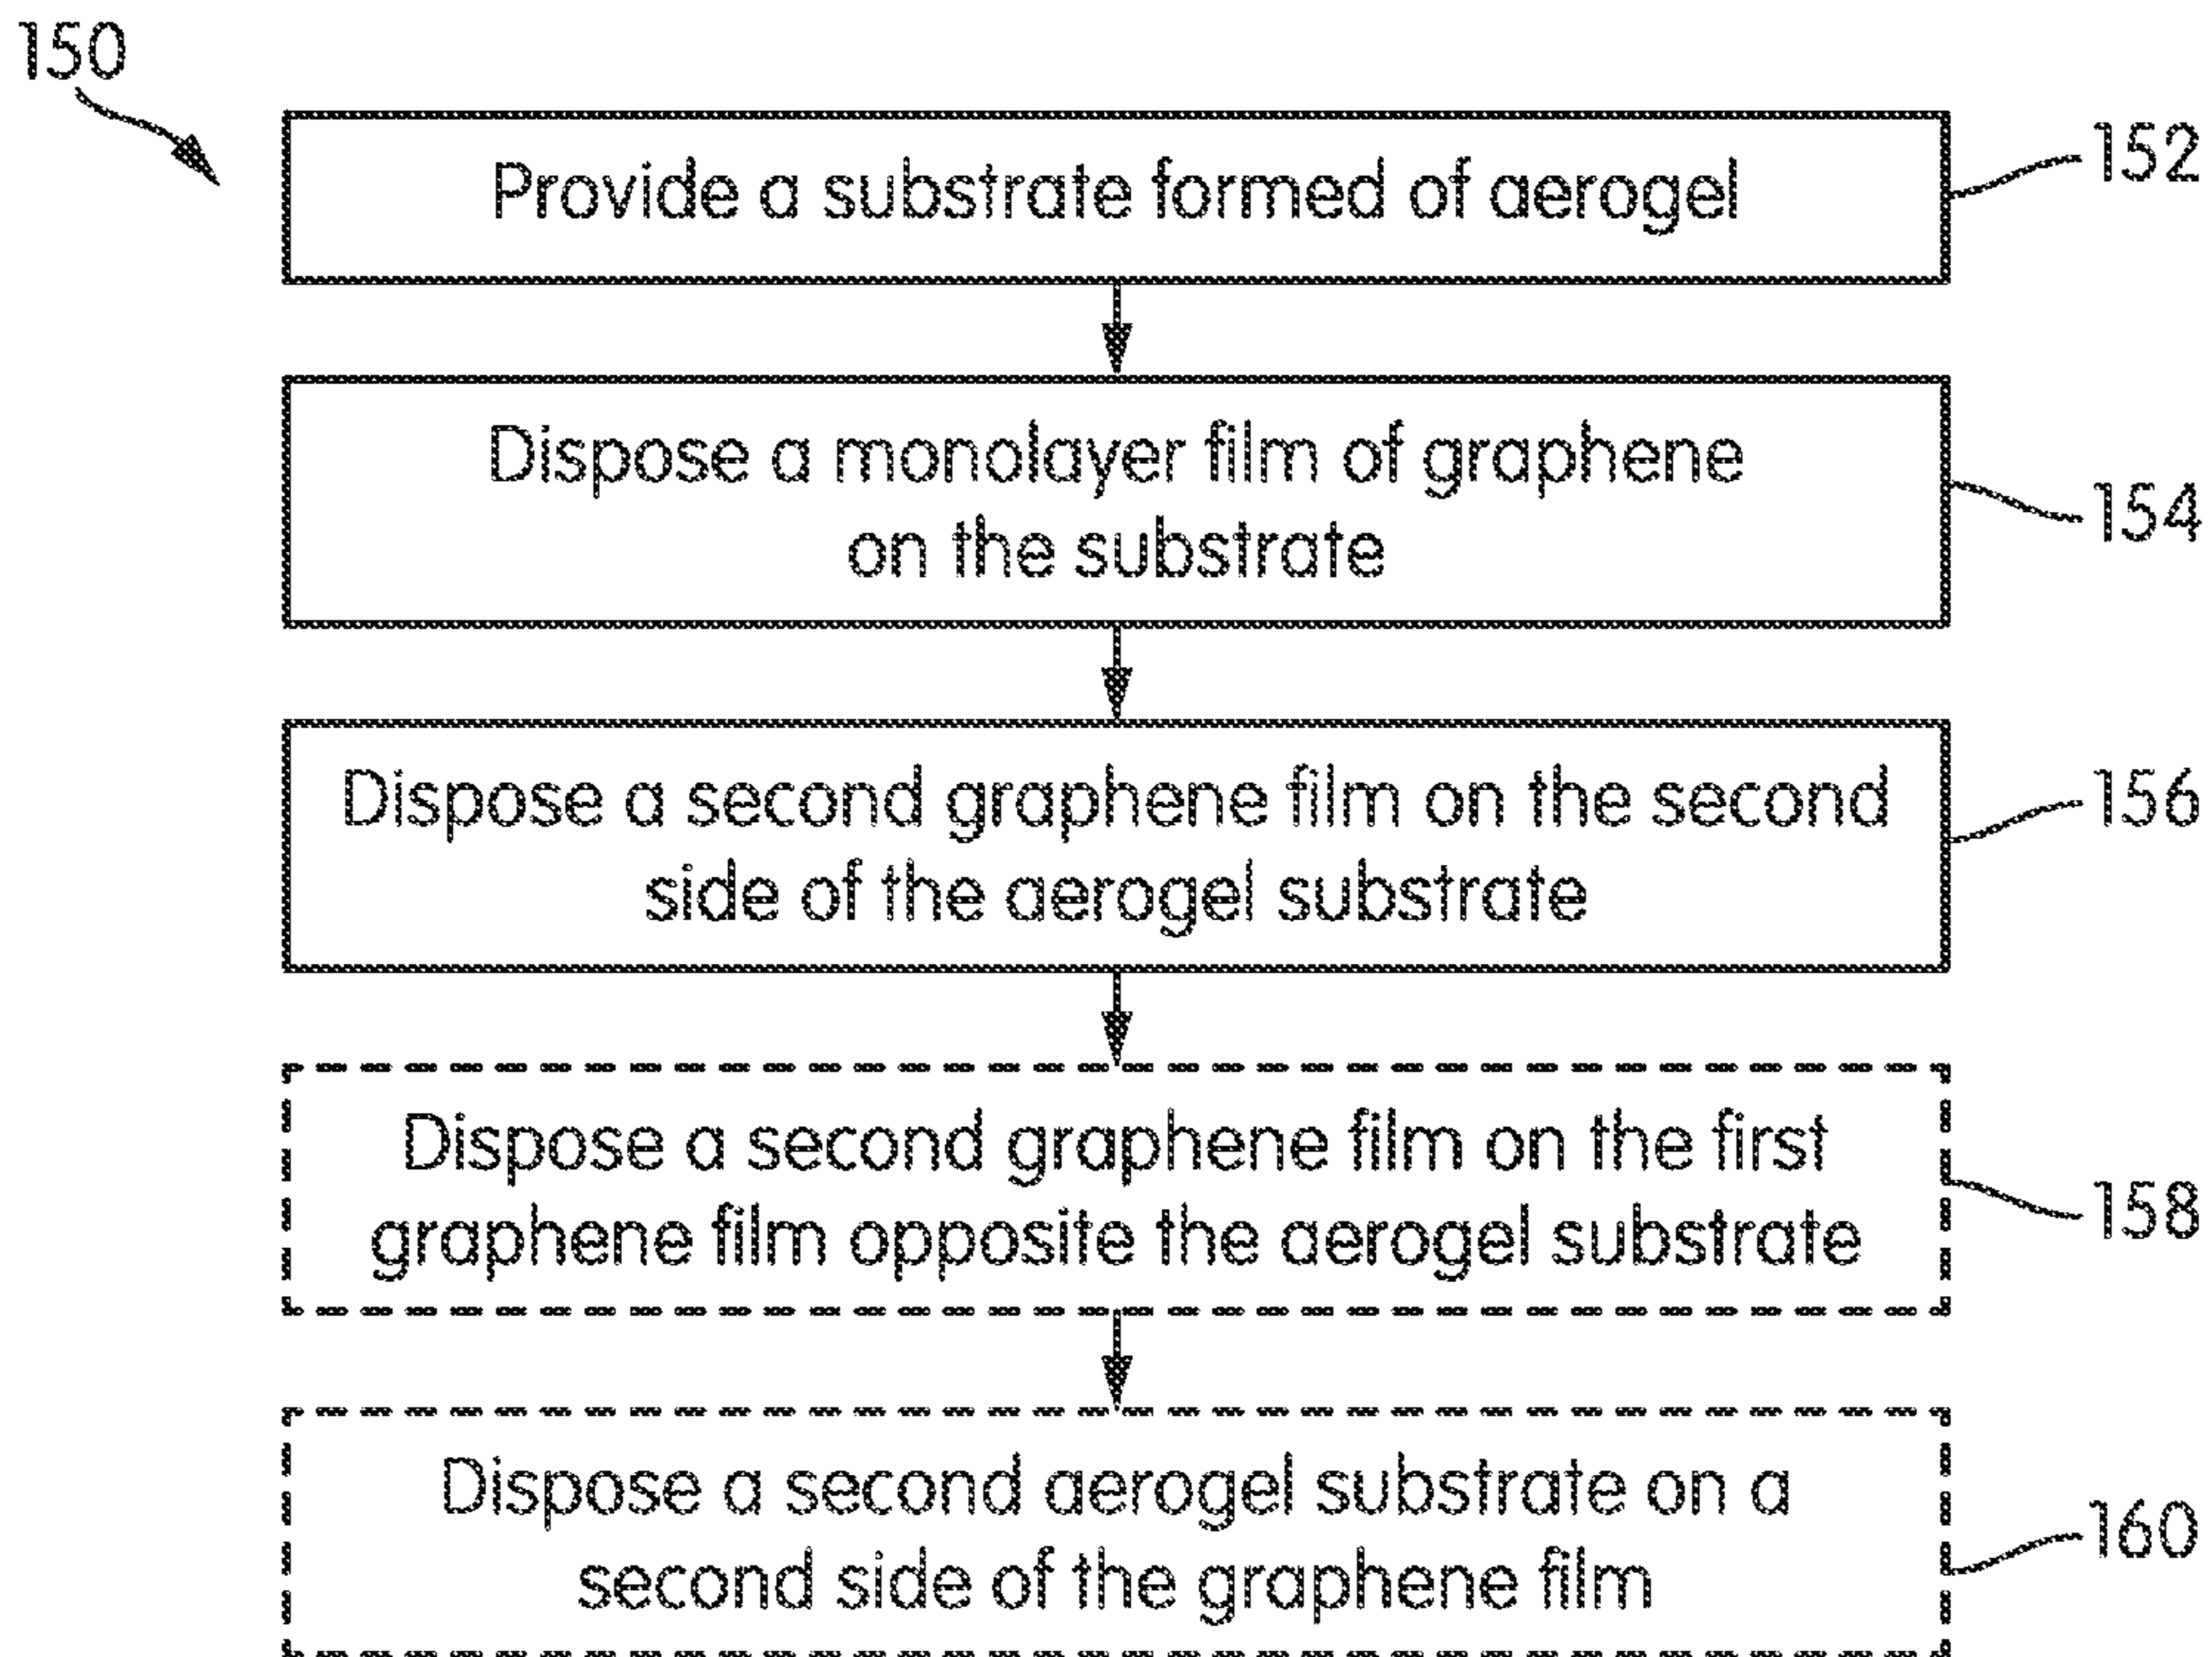 150
Provide a substrate formed of aerogel
152
Dispose a monolayer film of graphene
on the substrate
154
Dispose a second graphene film on the second
side of the aerogel substrate
156
Dispose a second graphene film on the first
graphene film opposite the aerogel substrate
158
Dispose a second aerogel substrate on a
second side of the graphene film
160